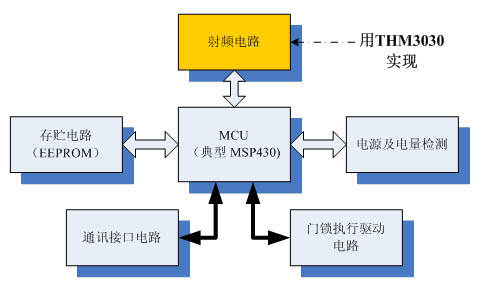 射频电路
用THM3030
实现
存贮电路
（EEPROM）
MCU
（典型 MSP430)
电源及电量检测
通讯接口电路
门锁执行驱动
电路